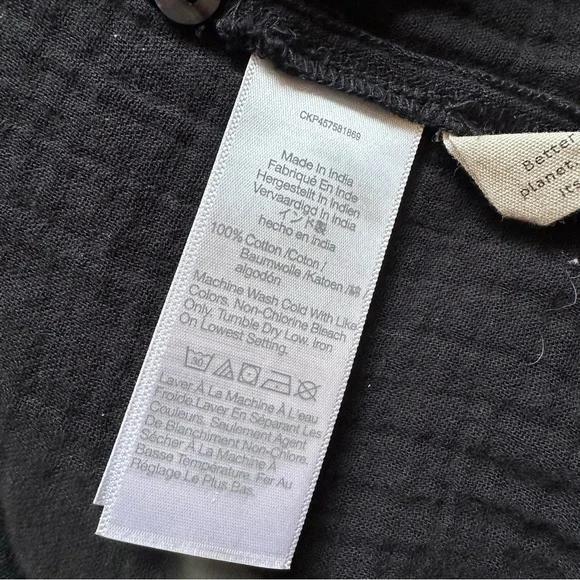 CKP457581869
Made In India
Fabriqué En Inde
Hergestellt In Indien
Vervaardigd In India
インド製
hecho en india
100% Cotton /Coton /
Baumwolle /Katoen /綿
algodón
Machine Wash Cold With Like
Colors. Non-Chlorine Bleach
Only. Tumble Dry Low. Iron
On Lowest Setting.
Laver À La Machine À L'eau
Froide.Laver En Séparant Les
Couleurs. Seulement Agent
De Blanchiment Non-Chlore.
Sécher À La Machine À
Basse Température. Fer Au
Réglage Le Plus Bas.
Better
planet